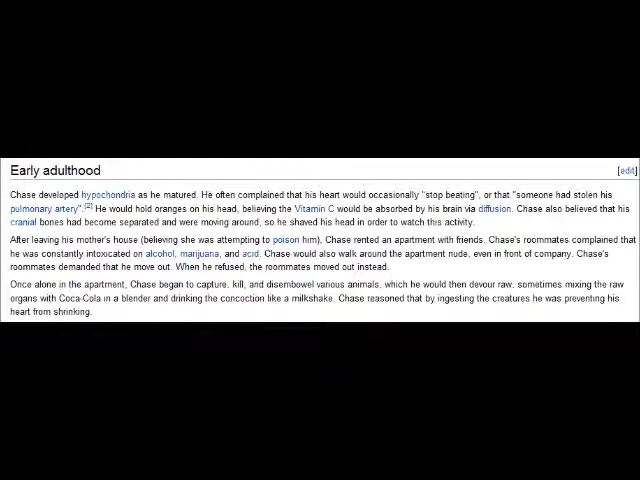 Early adulthood [edit]
Chase developed hypochondria as he matured. He often complained that his heart would occasionally "stop beating", or that "someone had stolen his
pulmonary artery".[2] He would hold oranges on his head, believing the Vitamin C would be absorbed by his brain via diffusion. Chase also believed that his
cranial bones had become separated and were moving around, so he shaved his head in order to watch this activity.
After leaving his mother's house (believing she was attempting to poison him), Chase rented an apartment with friends. Chase's roommates complained that
he was constantly intoxicated on alcohol, marijuana, and acid. Chase would also walk around the apartment nude, even in front of company. Chase's
roommates demanded that he move out. When he refused, the roommates moved out instead.
Once alone in the apartment, Chase began to capture, kill, and disembowel various animals, which he would then devour raw, sometimes mixing the raw
organs with Coca-Cola in a blender and drinking the concoction like a milkshake. Chase reasoned that by ingesting the creatures he was preventing his
heart from shrinking.